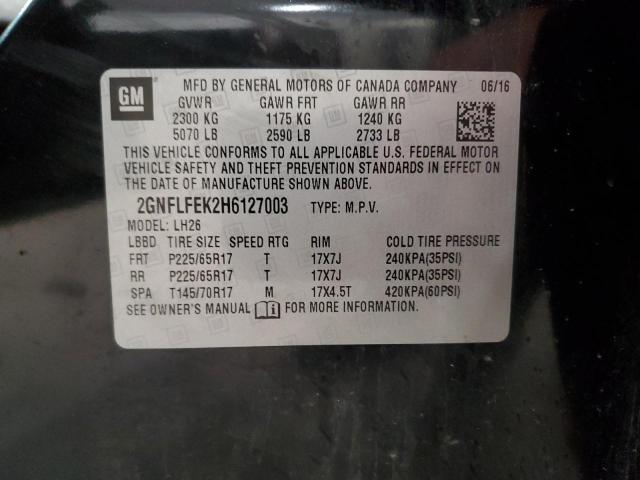 GM MFD BY GENERAL MOTORS OF CANADA COMPANY 06/16
GVWR GAWR FRT GAWR RR
2300 KG 1175 KG 1240 KG
5070 LB 2590 LB 2733 LB
THIS VEHICLE CONFORMS TO ALL APPLICABLE U.S. FEDERAL MOTOR
VEHICLE SAFETY AND THEFT PREVENTION STANDARDS IN EFFECT ON
THE DATE OF MANUFACTURE SHOWN ABOVE.
2GNFLFEK2H6127003 TYPE: M.P.V.
MODEL: LH26
LBBD TIRE SIZE SPEED RTG RIM COLD TIRE PRESSURE
FRT P225/65R17 T 17X7J 240KPA(35PSI)
RR P225/65R17 T 17X7J 240KPA(35PSI)
SPA T145/70R17 M 17X4.5T 420KPA(60PSI)
SEE OWNER'S MANUAL FOR MORE INFORMATION.